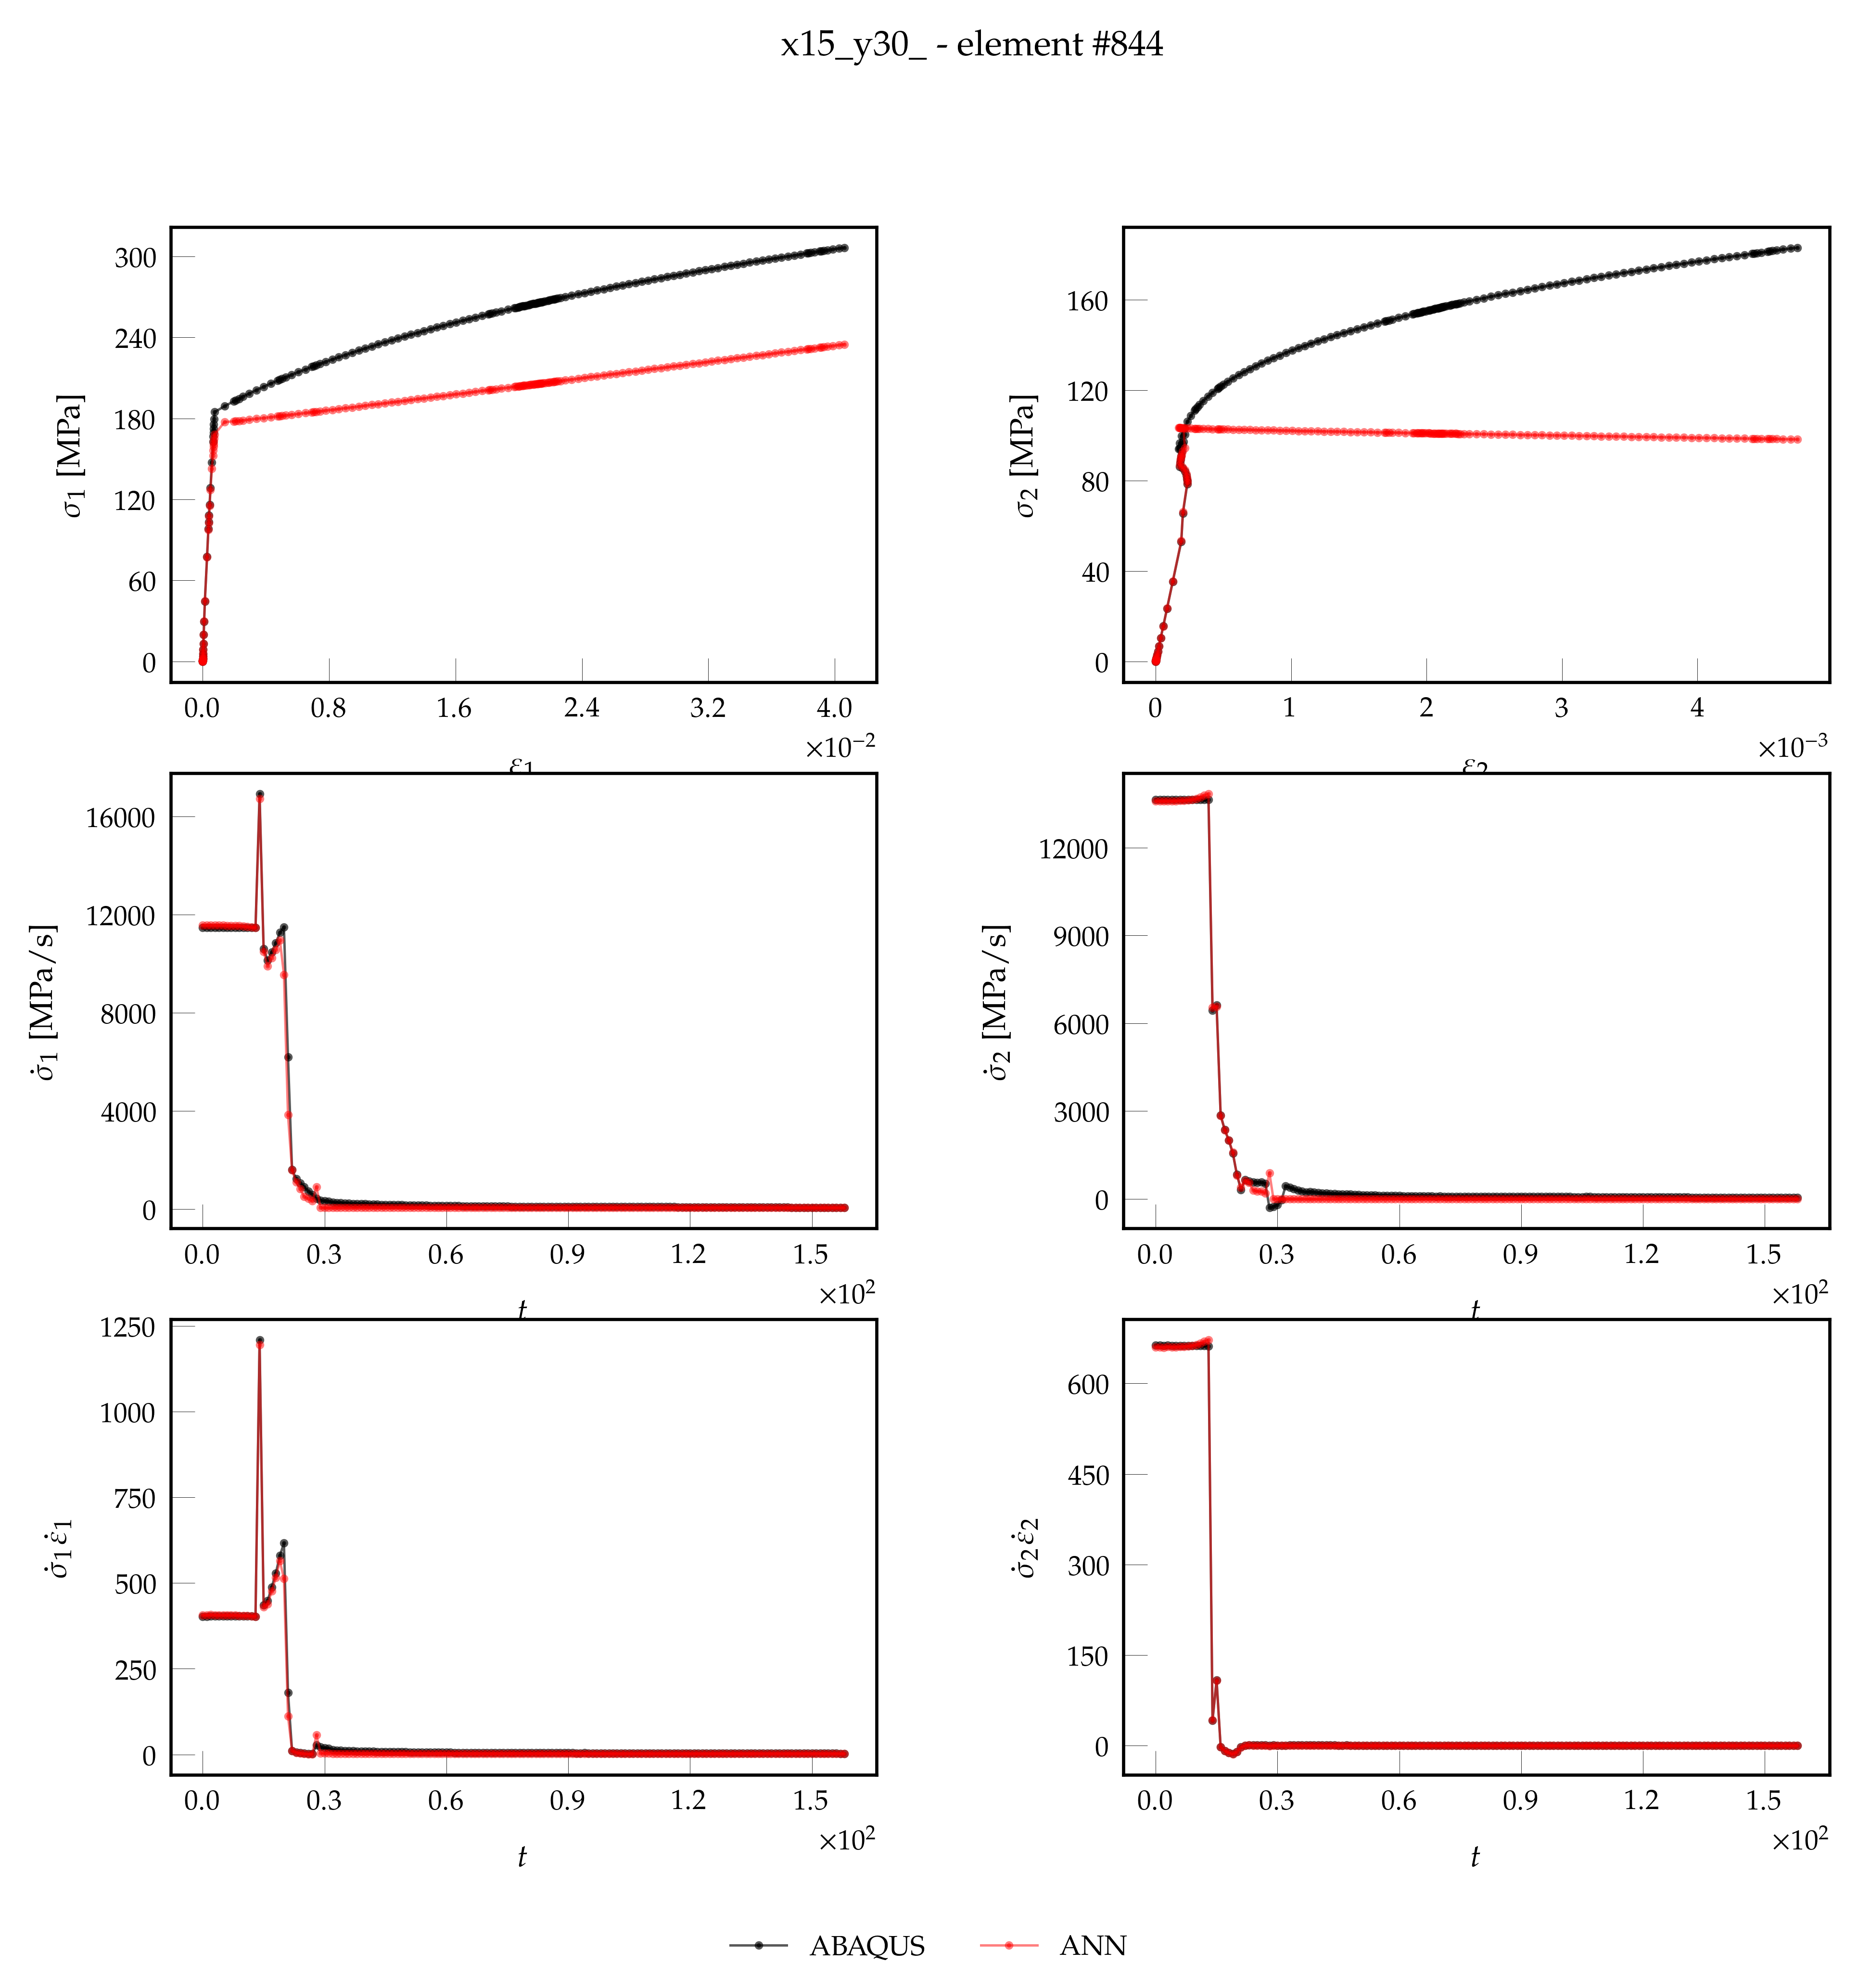 x15_y30_ - element #844
σ1 [MPa]
300
240
180
120
60
0
0.0 0.8 1.6 2.4 3.2 4.0
×10−2
ε1
σ2 [MPa]
160
120
80
40
0
0 1 2 3 4
×10−3
ε2
σ̇1 [MPa/s]
16000
12000
8000
4000
0
0.0 0.3 0.6 0.9 1.2 1.5
×102
t
σ̇2 [MPa/s]
12000
9000
6000
3000
0
0.0 0.3 0.6 0.9 1.2 1.5
×102
t
σ̇1ε̇1
1250
1000
750
500
250
0
0.0 0.3 0.6 0.9 1.2 1.5
×102
t
σ̇2ε̇2
600
450
300
150
0
0.0 0.3 0.6 0.9 1.2 1.5
×102
t
ABAQUS ANN